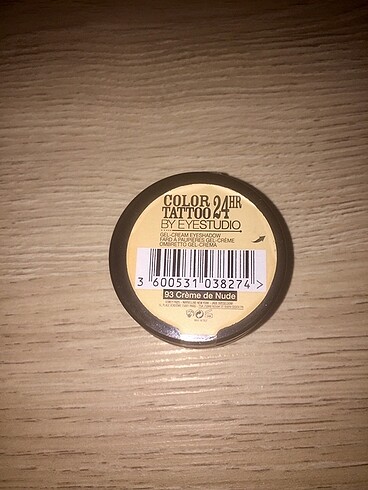 COLOR 24HR
TATTOO
BY EYESTUDIO
GEL-CREAM EYESHADOW
FARD À PAUPIÈRES GEL-CRÈME
OMBRETTO GEL-CREMA
3 600531 038274 >
93 Crème de Nude